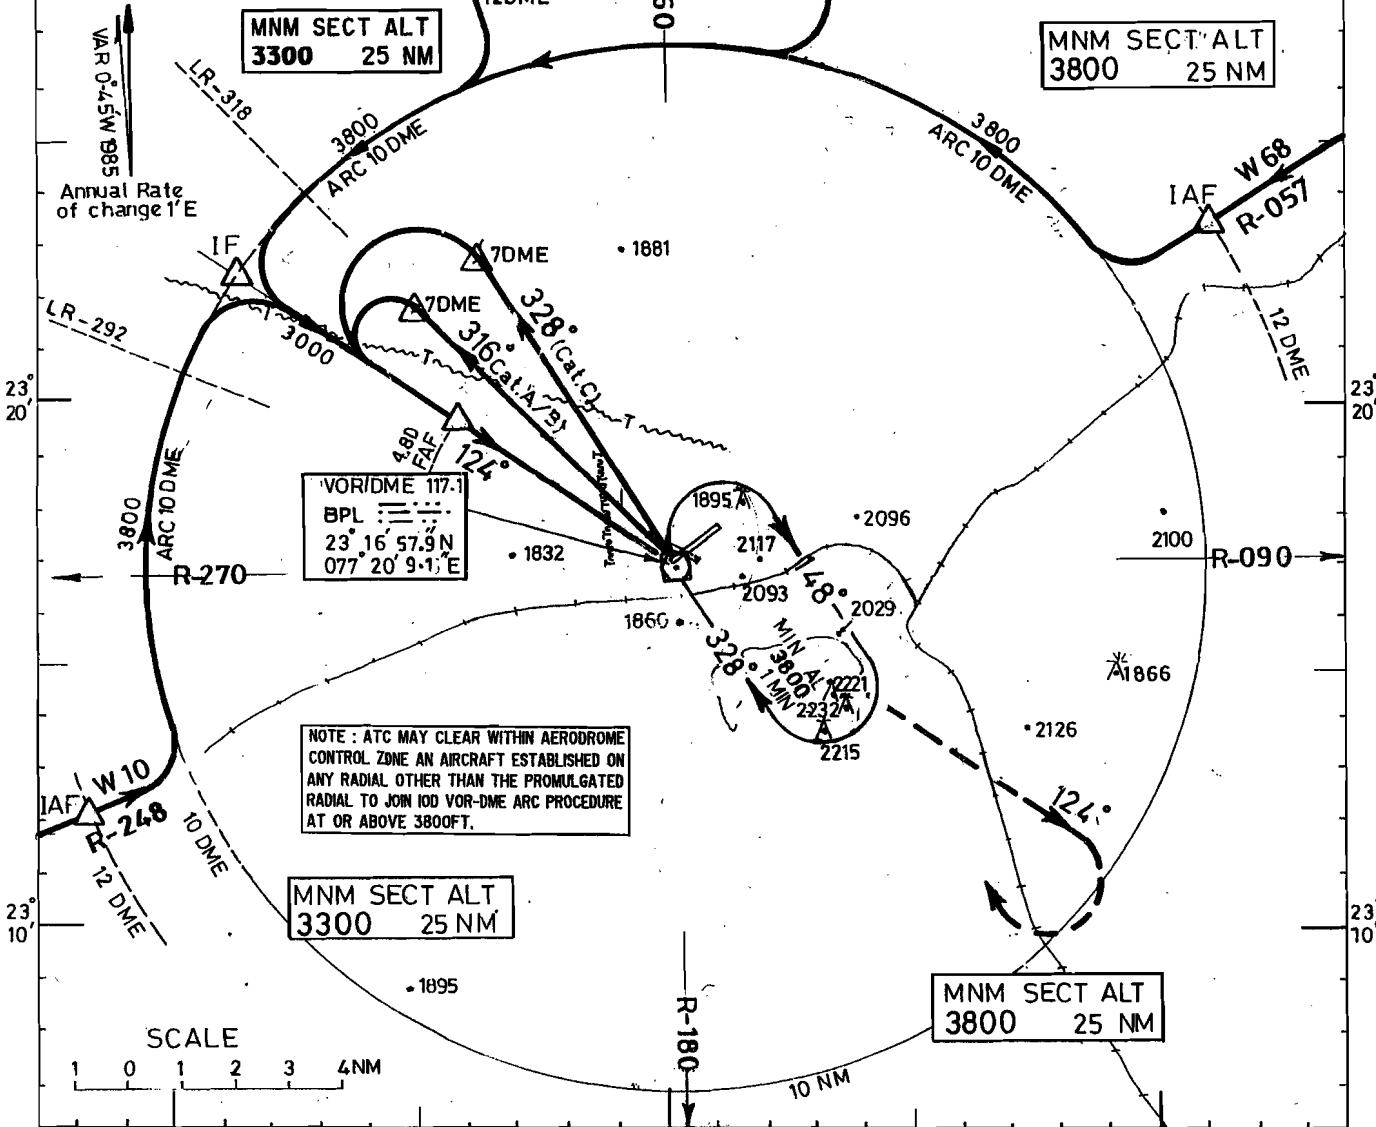 12DME
MNM SECT ALT
3300 25 NM
MNM SECT ALT
3800 25 NM
VAR 0°-45'W 1985
Annual Rate
of change 1'E
LR-318
3800
ARC 10 DME
3800
ARC 10 DME
IAF
W 68
R-057
12 DME
IF
7DME
7DME
1881
LR-292
3000
T
T
T
328° (Cat.C)
316° Cat.A/B)
23°
20'
23°
20'
4.8D
FAF
124°
VOR/DME 117.1
BPL
23° 16' 57.9"N
077° 20' 9.1"E
3800
ARC 10 DME
1895
2096
2117
2100
1832
R-270
R-090
2093
148°
2029
1860
328°
MIN AL
3800
1 MIN
2221
2232
2215
1866
2126
NOTE : ATC MAY CLEAR WITHIN AERODROME
CONTROL ZONE AN AIRCRAFT ESTABLISHED ON
ANY RADIAL OTHER THAN THE PROMULGATED
RADIAL TO JOIN 10D VOR-DME ARC PROCEDURE
AT OR ABOVE 3800FT.
IAF
W 10
R-248
10 DME
12 DME
124°
MNM SECT ALT
3300 25 NM
23°
10'
23°
10'
1895
MNM SECT ALT
3800 25 NM
R-180
SCALE
1 0 1 2 3 4NM
10 NM